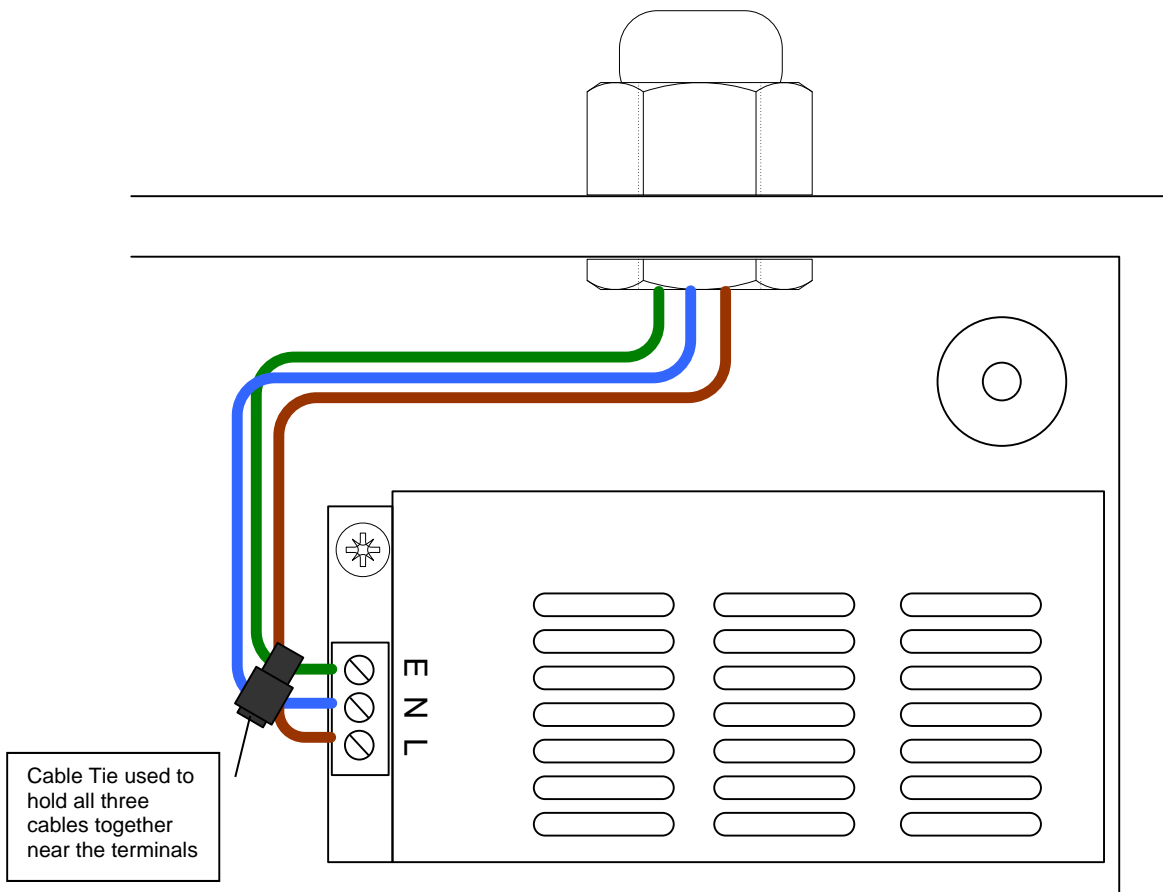 E
N
L
Cable Tie used to
hold all three
cables together
near the terminals